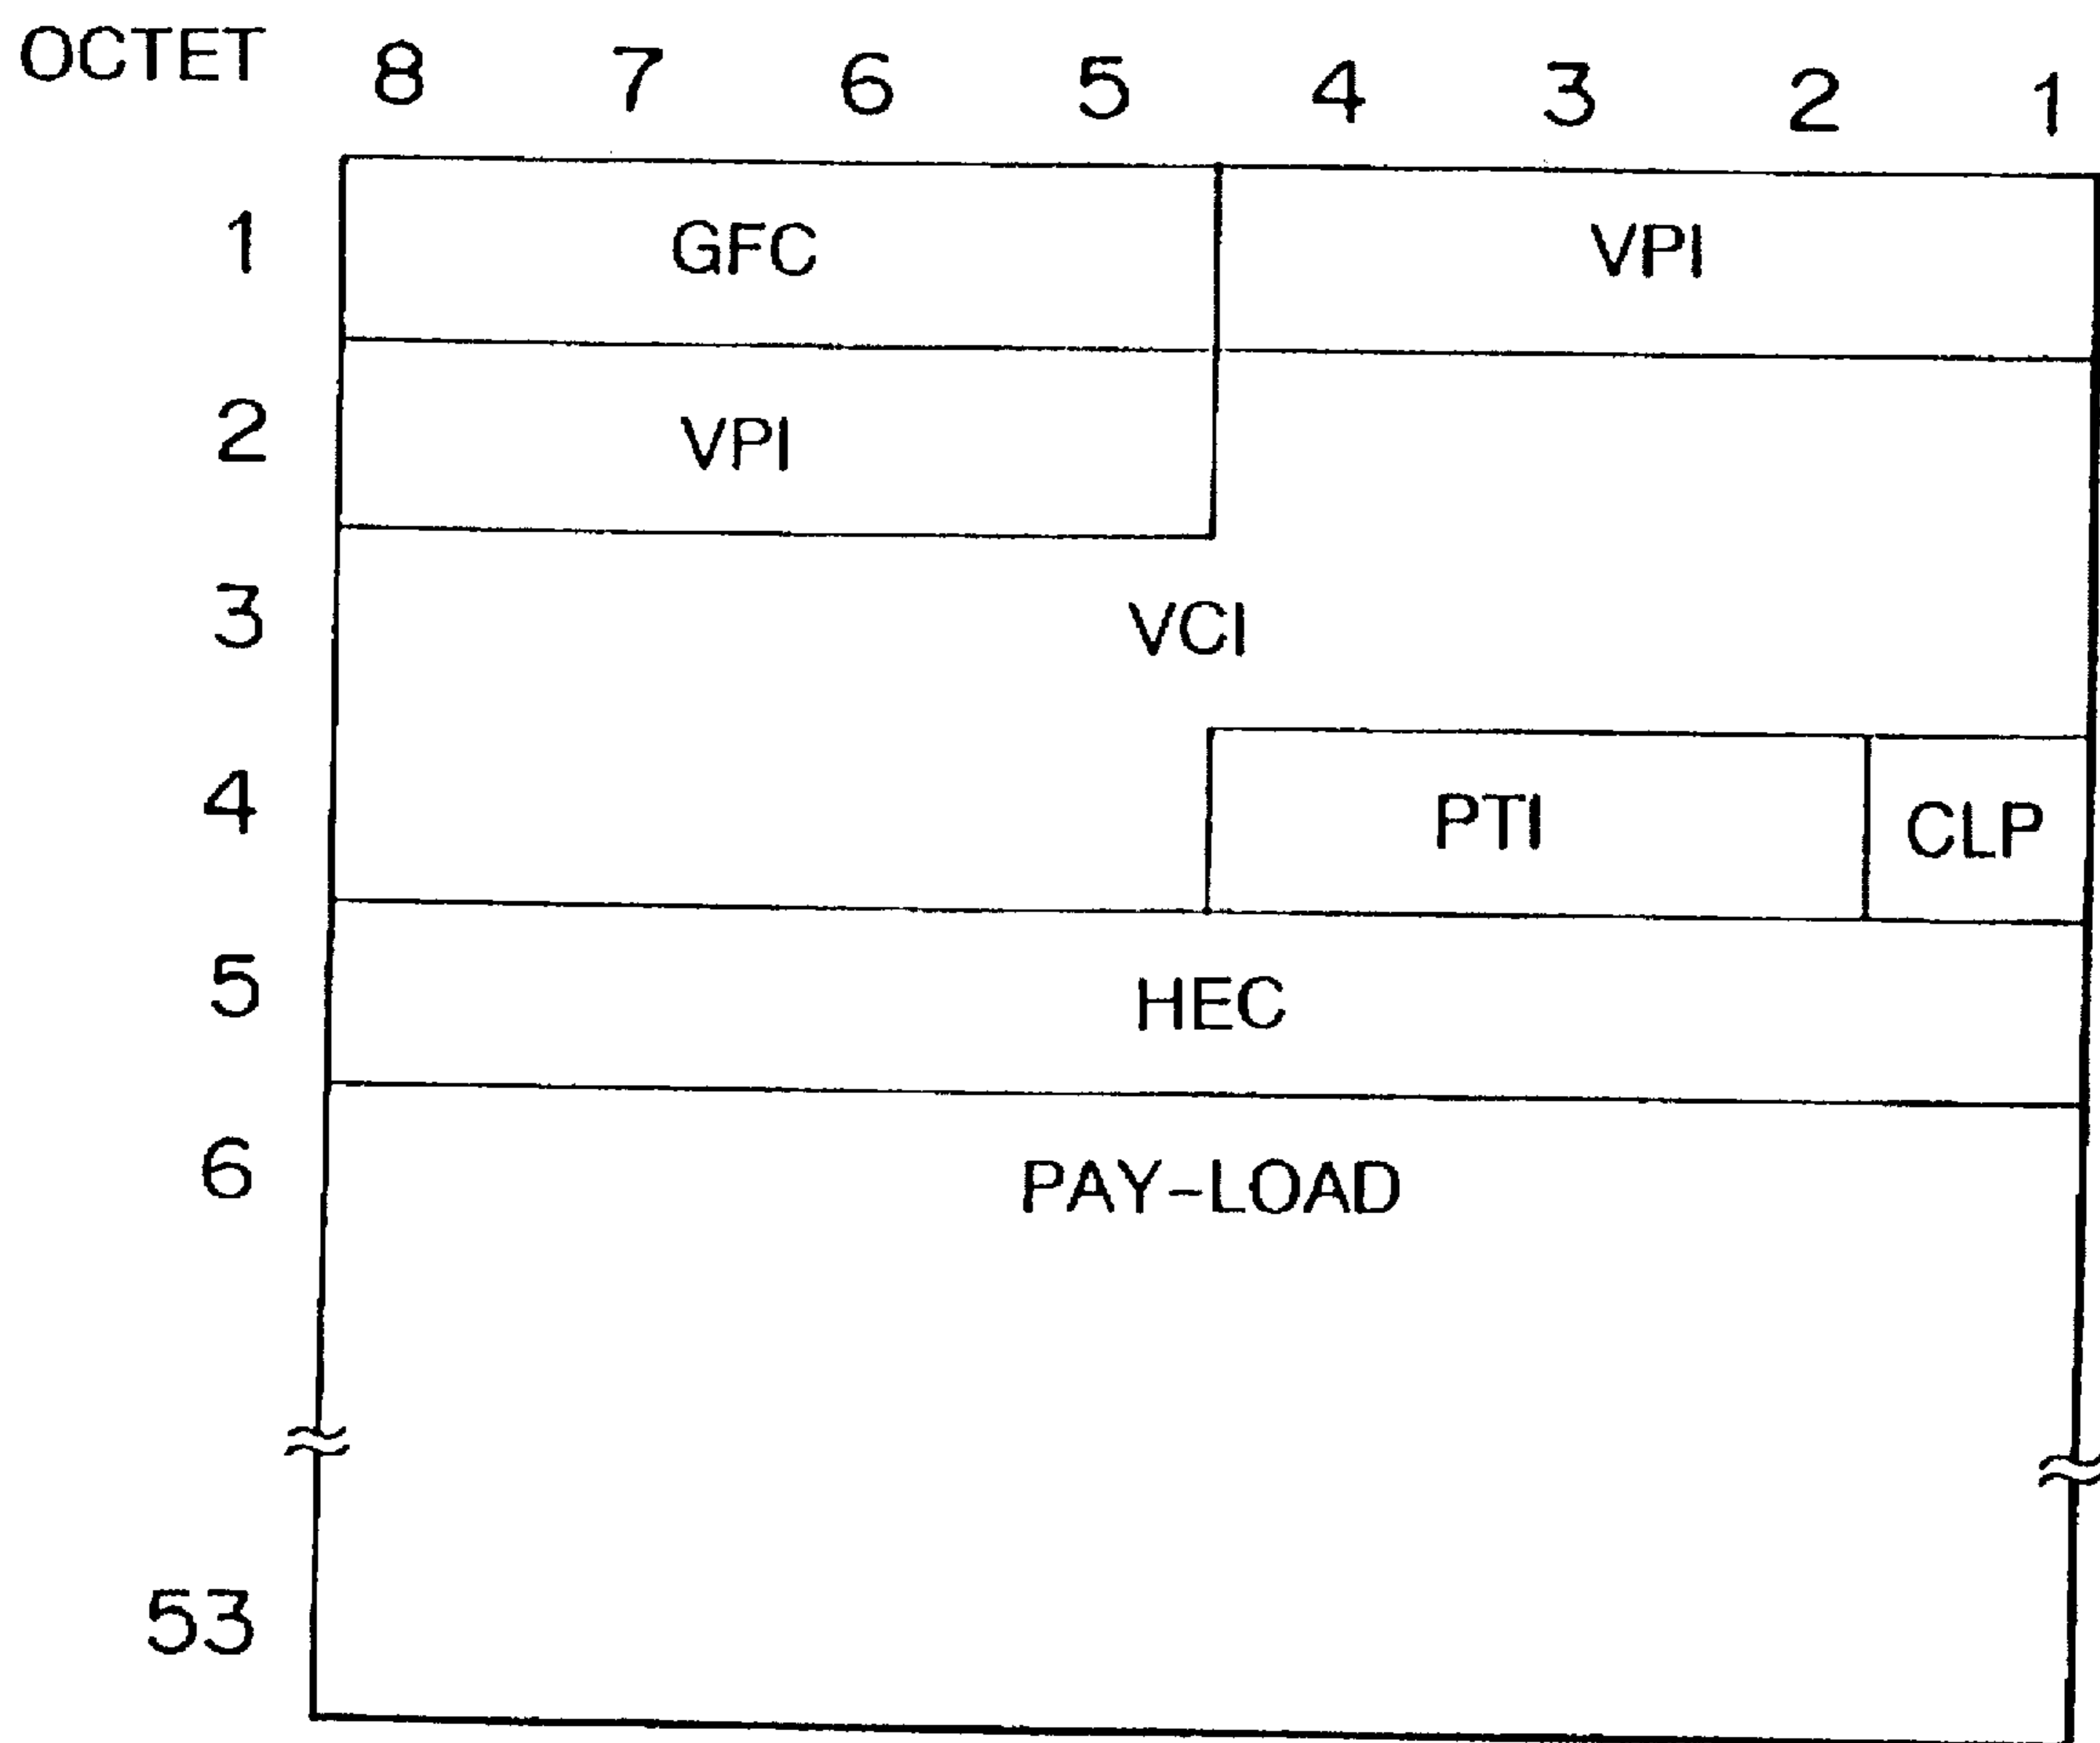 OCTET 8 7 6 5 4 3 2 1
1 GFC VPI
2 VPI
3 VCI
4 PTI CLP
5 HEC
6 PAY-LOAD
53